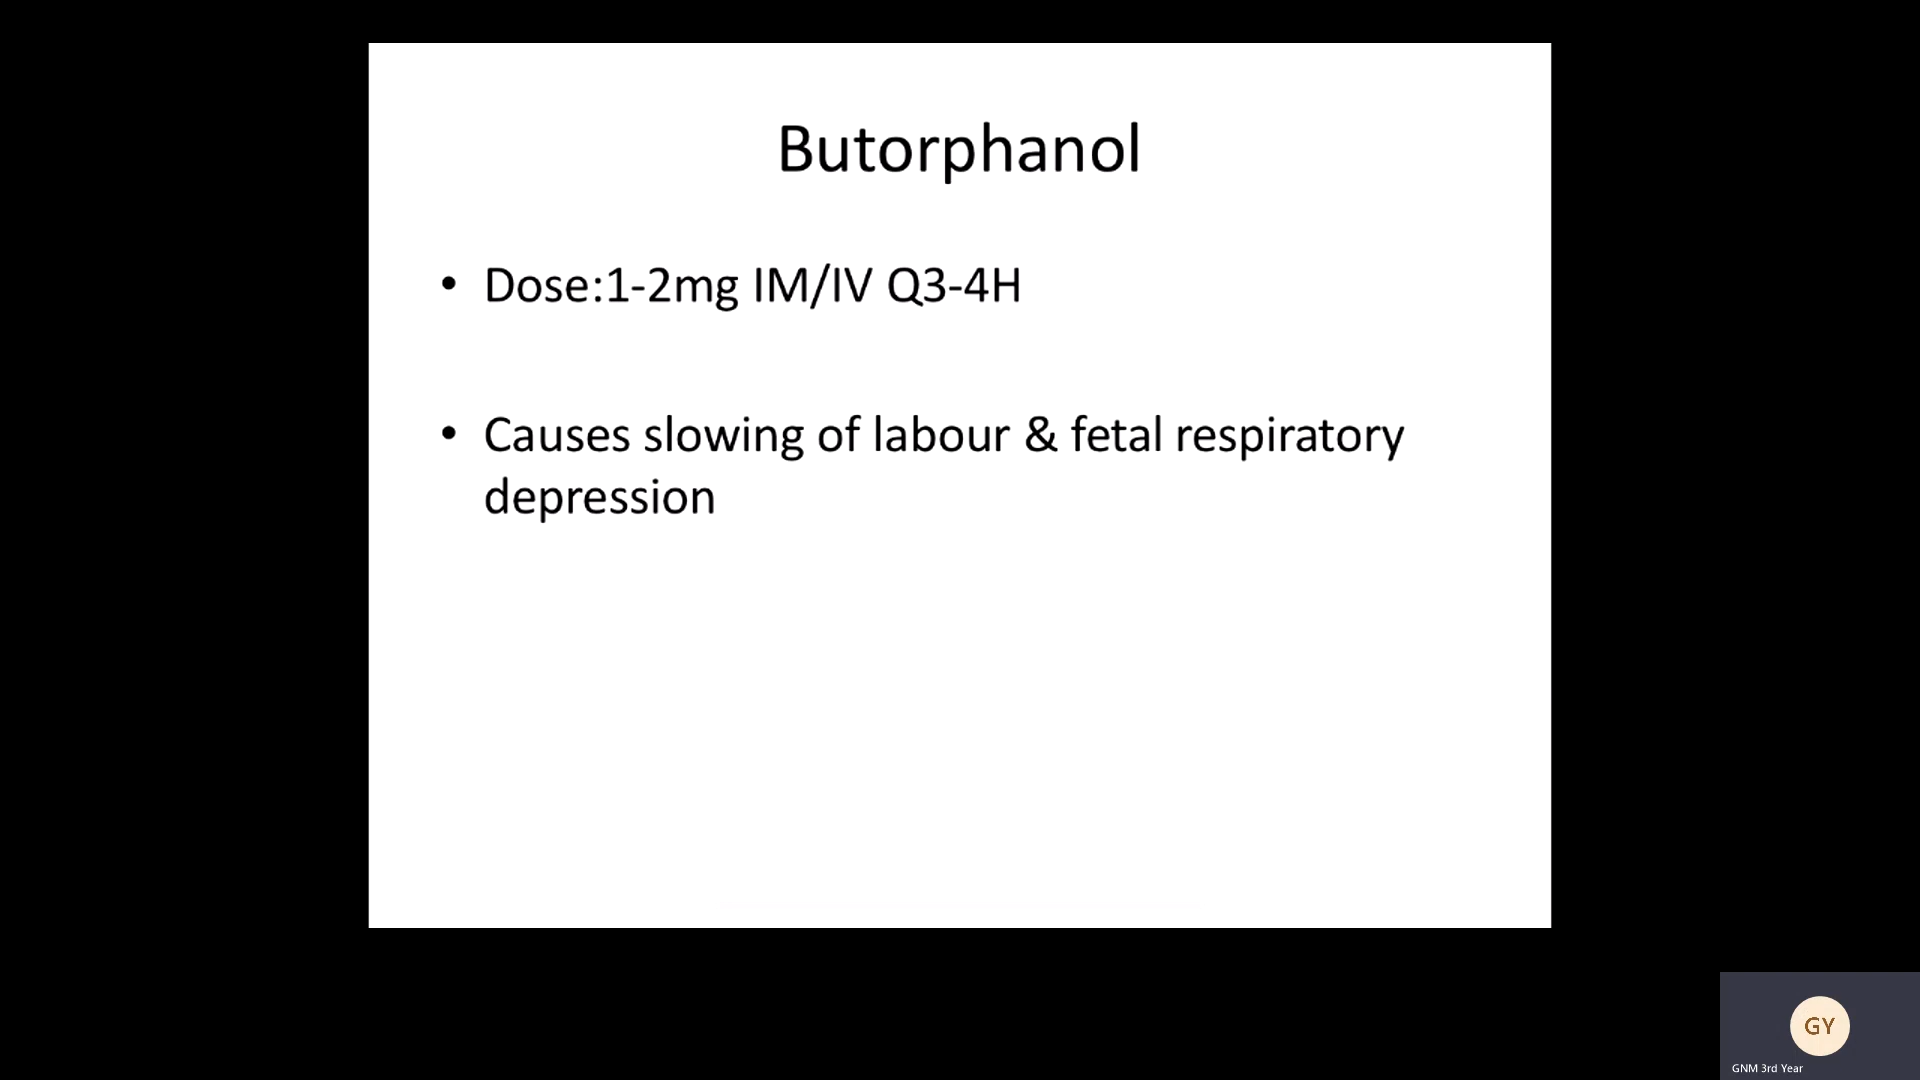 Butorphanol
• Dose:1-2mg IM/IV Q3-4H
• Causes slowing of labour & fetal respiratory
depression
GY
GNM 3rd Year